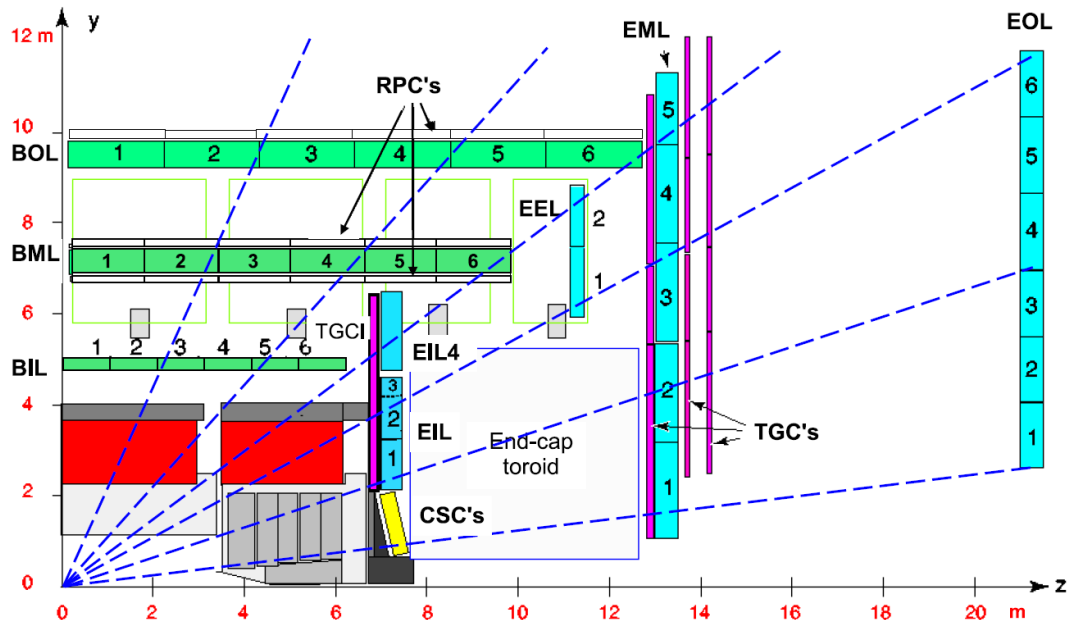 y
12 m
EML
EOL
RPC's
6
5
10
BOL
1 2 3 4 5 6
5
4
EEL
2
8
4
BML
1 2 3 4 5 6
1
3
3
6
TGCI
1 2 3 4 5 6
BIL
EIL4
2
3
2
4
2
EIL
1
End-cap
toroid
TGC's
1
1
2
CSC's
0
z
0 2 4 6 8 10 12 14 16 18 20 m